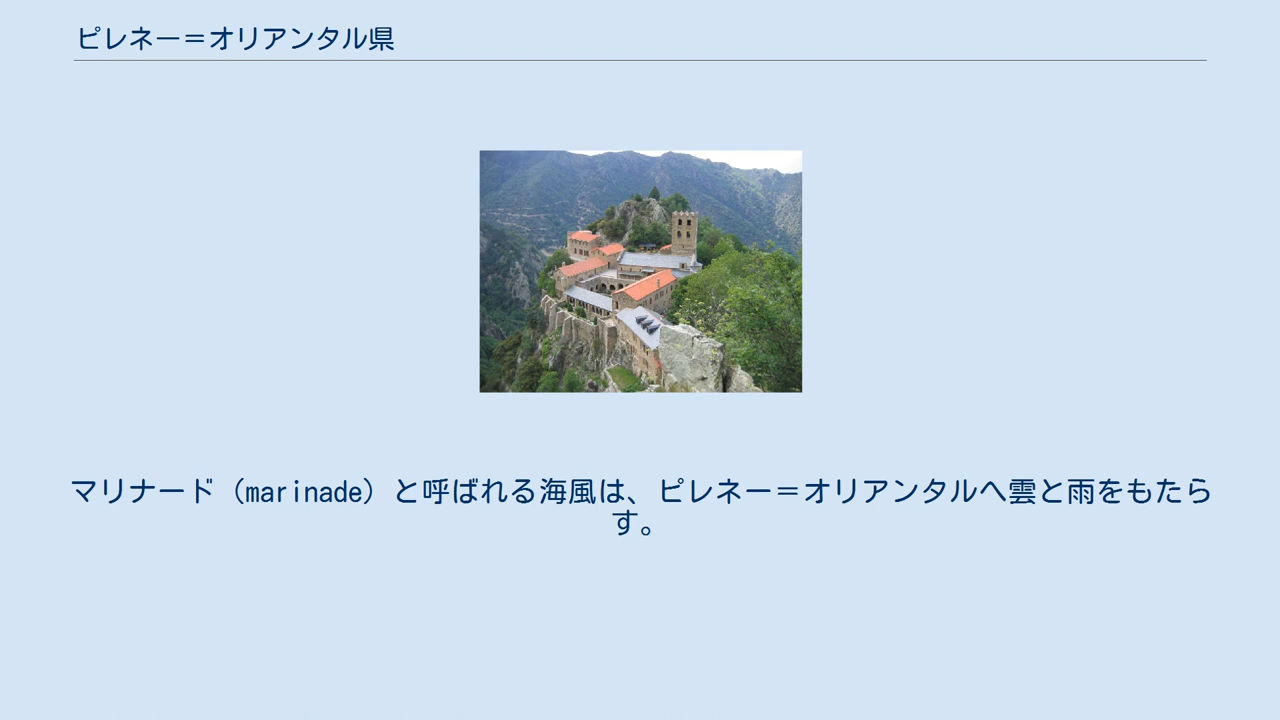 ピレネー＝オリアンタル県
マリナード（marinade）と呼ばれる海風は、ピレネー＝オリアンタルへ雲と雨をもたら
す。